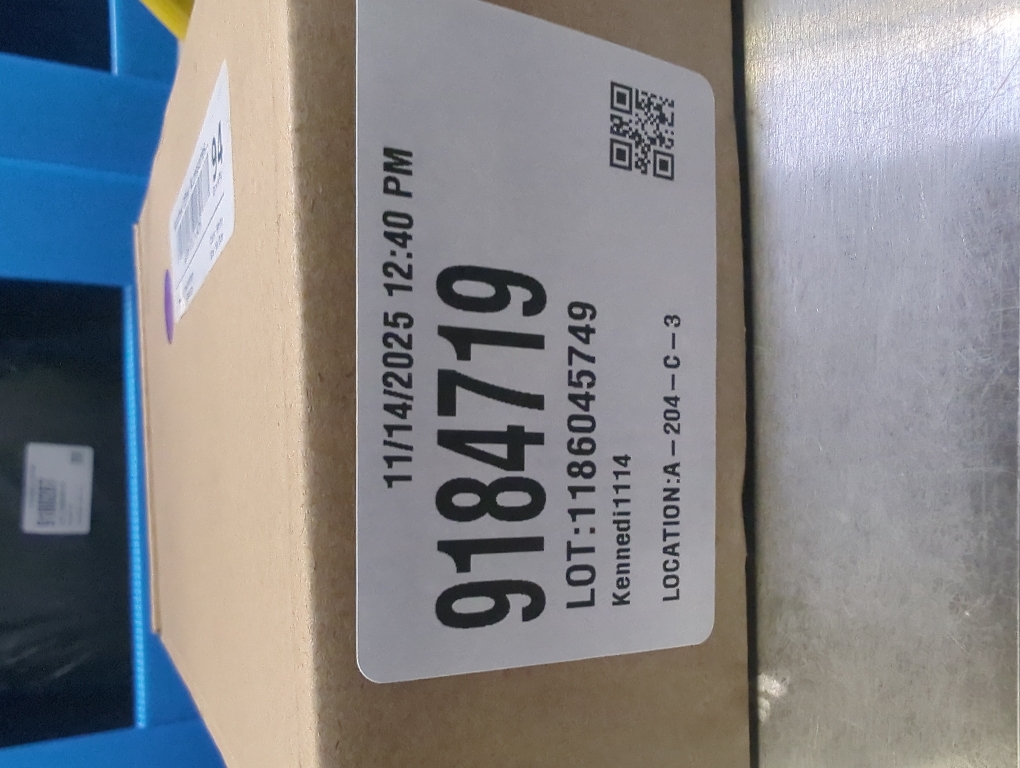 11/14/2025 12:40 PM
9184719
LOT:1186045749
Kennedi1114
LOCATION:A-204-C-3
94